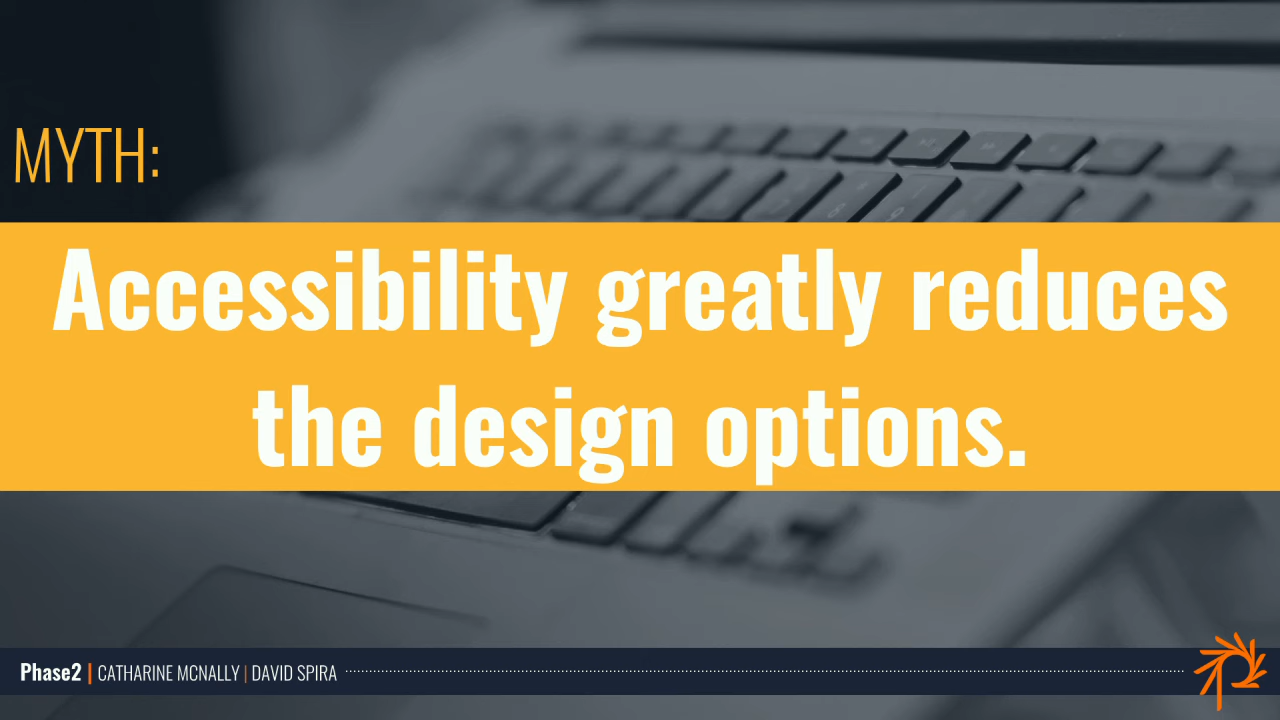 MYTH:
Accessibility greatly reduces
the design options.
Phase2 | CATHARINE MCNALLY | DAVID SPIRA